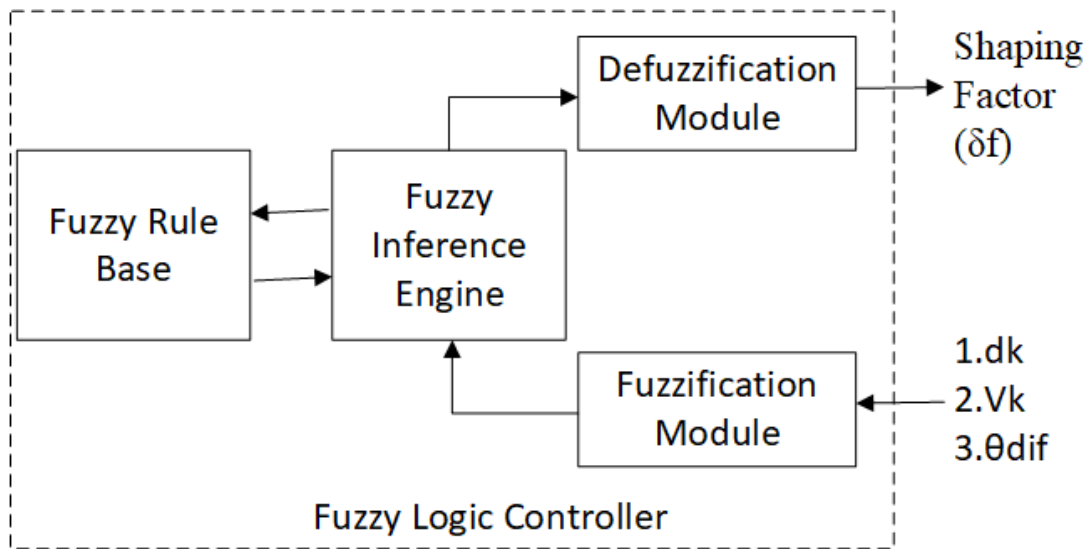 Defuzzification
Module
Shaping
Factor
(δf)
Fuzzy Rule
Base
Fuzzy
Inference
Engine
Fuzzification
Module
1.dk
2.Vk
3.θdif
Fuzzy Logic Controller